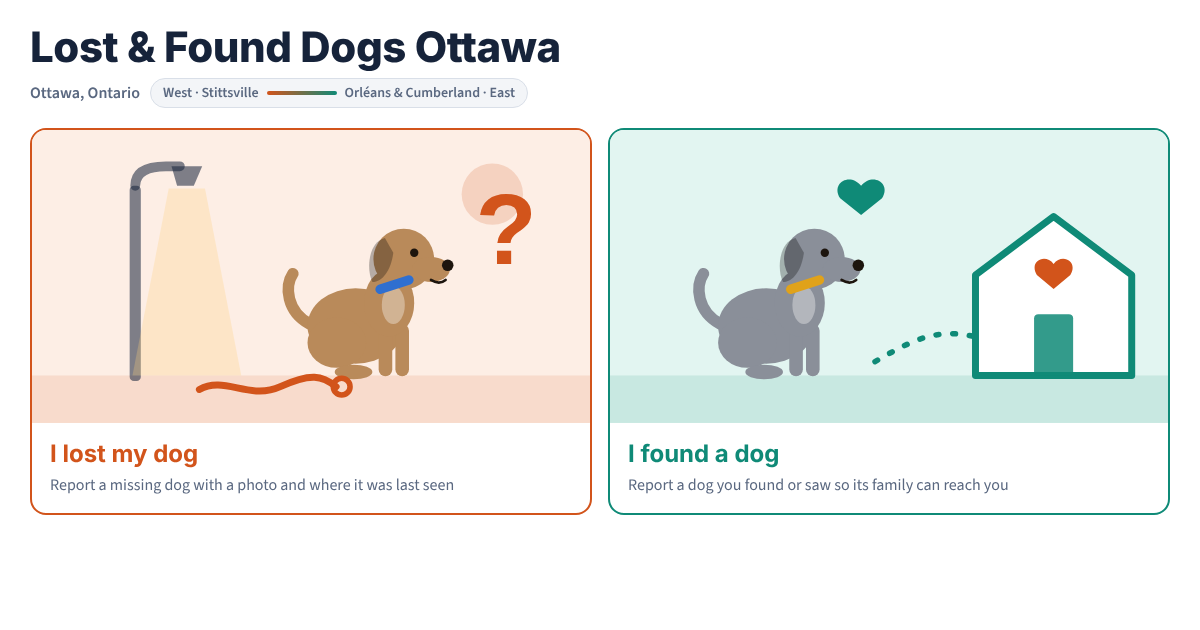 Lost & Found Dogs Ottawa
Ottawa, Ontario
West · Stittsville
Orléans & Cumberland · East
?
I lost my dog
Report a missing dog with a photo and where it was last seen
I found a dog
Report a dog you found or saw so its family can reach you